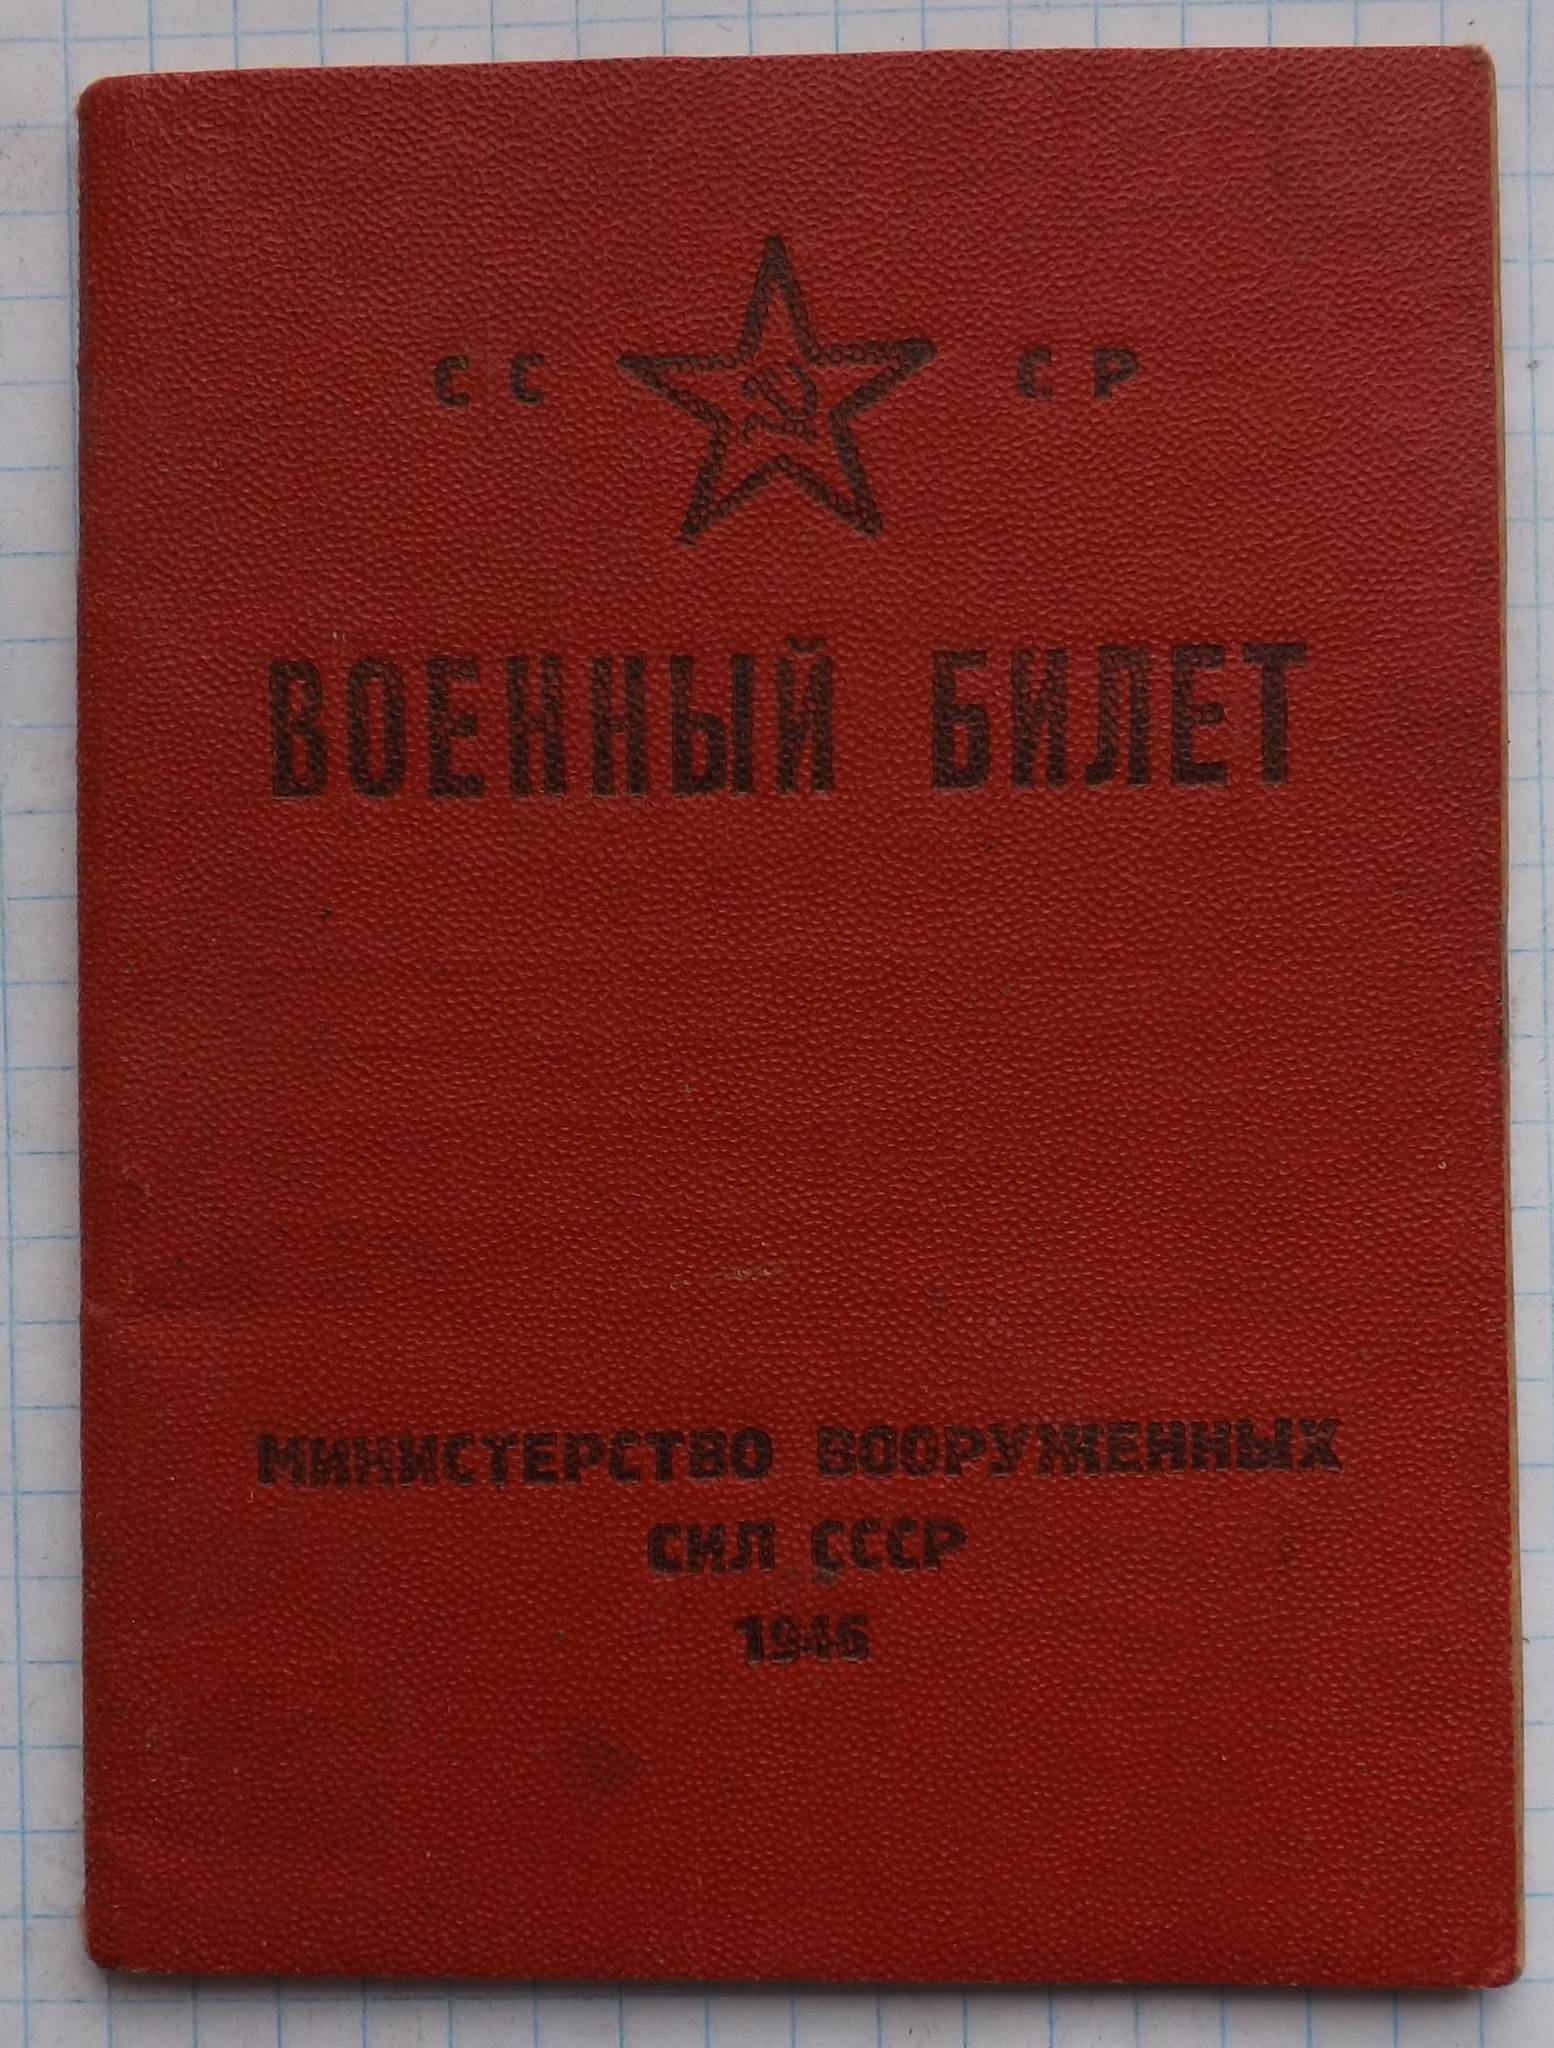 СС СР
ВОЕННЫЙ БИЛЕТ
МИНИСТЕРСТВО ВООРУЖЕННЫХ
СИЛ СССР
1946